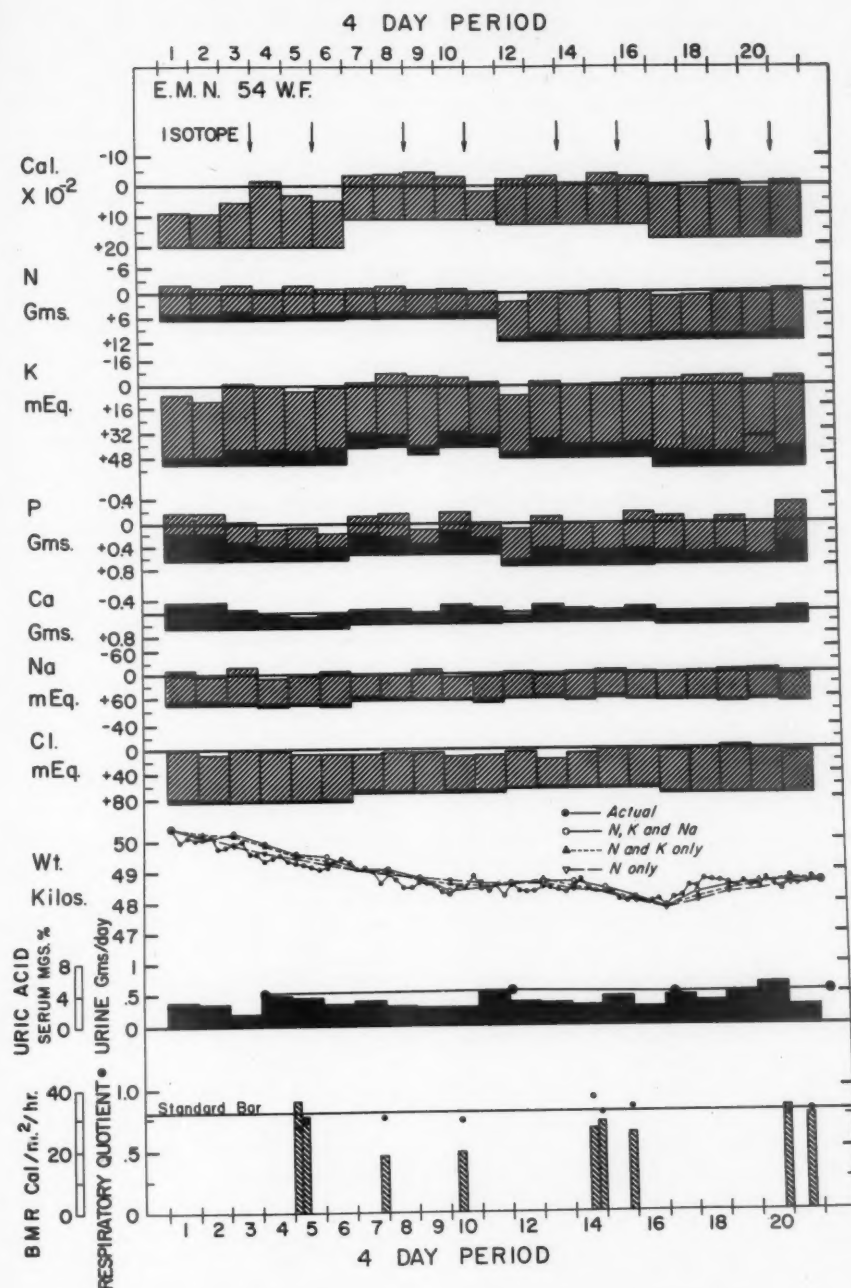 4 DAY PERIOD
1 2 3 4 5 6 7 8 9 10 12 14 16 18 20
E.M.N. 54 W.F.
ISOTOPE
Cal.
X 10-2
-10
0
+10
+20
N
Gms.
-6
0
+6
+12
K
mEq.
-16
0
+16
+32
+48
P
Gms.
-0.4
0
+0.4
+0.8
Ca
Gms.
-0.4
+0.8
Na
mEq.
-60
0
+60
Cl.
mEq.
-40
0
+40
+80
Actual
N, K and Na
N and K only
N only
Wt.
Kilos.
50
49
48
47
URIC ACID
SERUM MGS. %
8
4
0
URINE Gms/day
1
.5
0
BMR Cal/m.2/hr.
40
20
0
RESPIRATORY QUOTIENT
1.0
.5
0
Standard Bar
1 2 3 4 5 6 7 8 9 10 12 14 16 18 20
4 DAY PERIOD